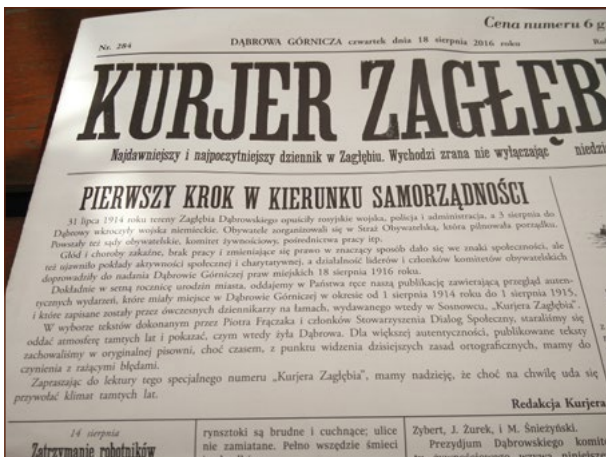 Cena numeru 6 g
Nr. 284
DĄBROWA GÓRNICZA czwartek dnia 18 sierpnia 2016 roku
KURJER ZAGŁĘB
Najdawniejszy i najpoczytniejszy dziennik w Zagłębiu. Wychodzi zrana nie wyłączając niedzi
PIERWSZY KROK W KIERUNKU SAMORZĄDNOŚCI
31 lipca 1914 roku tereny Zagłębia Dąbrowskiego opuściły rosyjskie wojska, policja i administracja, a 3 sierpnia do
Dąbrowy wkroczyły wojska niemieckie. Obywatele zorganizowali się w Straż Obywatelską, która pilnowała porządku.
Powstały też sądy obywatelskie, komitet żywnościowy, pośrednictwa pracy itp.
Głód i choroby zakaźne, brak pracy i zmieniające się prawo w znaczący sposób dało się we znaki społeczności, ale
też ujawniło pokłady aktywności społecznej i charytatywnej, a działalność liderów i członków komitetów obywatelskich
doprowadziły do nadania Dąbrowie Górniczej praw miejskich 18 sierpnia 1916 roku.
Dokładnie w setną rocznicę urodzin miasta, oddajemy w Państwa ręce naszą publikację zawierającą przegląd auten-
tycznych wydarzeń, które miały miejsce w Dąbrowie Górniczej w okresie od 1 sierpnia 1914 roku do 1 sierpnia 1915,
i które zapisane zostały przez ówczesnych dziennikarzy na łamach, wydawanego wtedy w Sosnowcu, „Kurjera Zagłębia”.
W wyborze tekstów dokonanym przez Piotra Frączaka i członków Stowarzyszenia Dialog Społeczny, staraliśmy się
oddać atmosferę tamtych lat i pokazać, czym wtedy żyła Dąbrowa. Dla większej autentyczności, publikowane teksty
zachowaliśmy w oryginalnej pisowni, choć czasem, z punktu widzenia dzisiejszych zasad ortograficznych, mamy do
czynienia z rażącymi błędami.
Zapraszając do lektury tego specjalnego numeru „Kurjera Zagłębia”, mamy nadzieję, że choć na chwilę uda się
przywołać klimat tamtych lat.
Redakcja Kurjera
14 sierpnia
Zatrzymanie robotników
rynsztoki są brudne i cuchnące; ulice
nie zamiatane. Pełno wszędzie śmieci
Zybert, J. Żurek, i M. Śnieżyński.
Prezydjum Dąbrowskiego komite